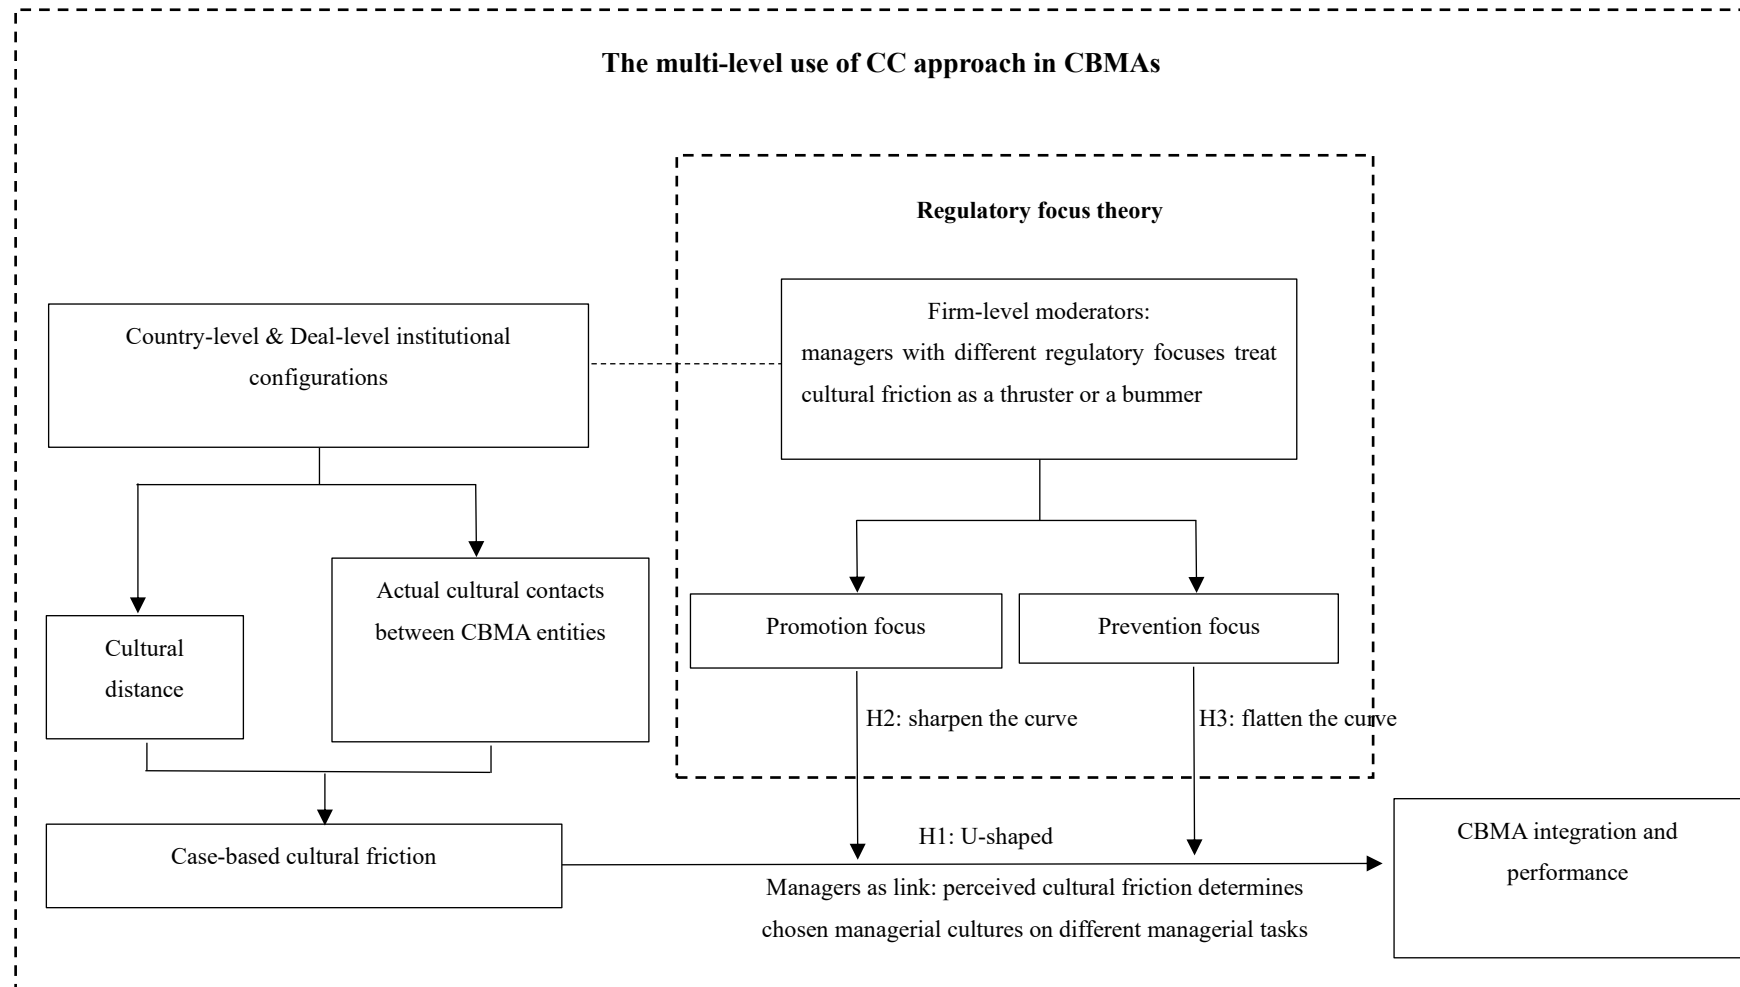 The multi-level use of CC approach in CBMAs
Regulatory focus theory
Country-level & Deal-level institutional
configurations
Firm-level moderators:
managers with different regulatory focuses treat
cultural friction as a thruster or a bummer
Cultural
distance
Actual cultural contacts
between CBMA entities
Promotion focus
Prevention focus
H2: sharpen the curve
H3: flatten the curve
Case-based cultural friction
H1: U-shaped
Managers as link: perceived cultural friction determines
chosen managerial cultures on different managerial tasks
CBMA integration and
performance